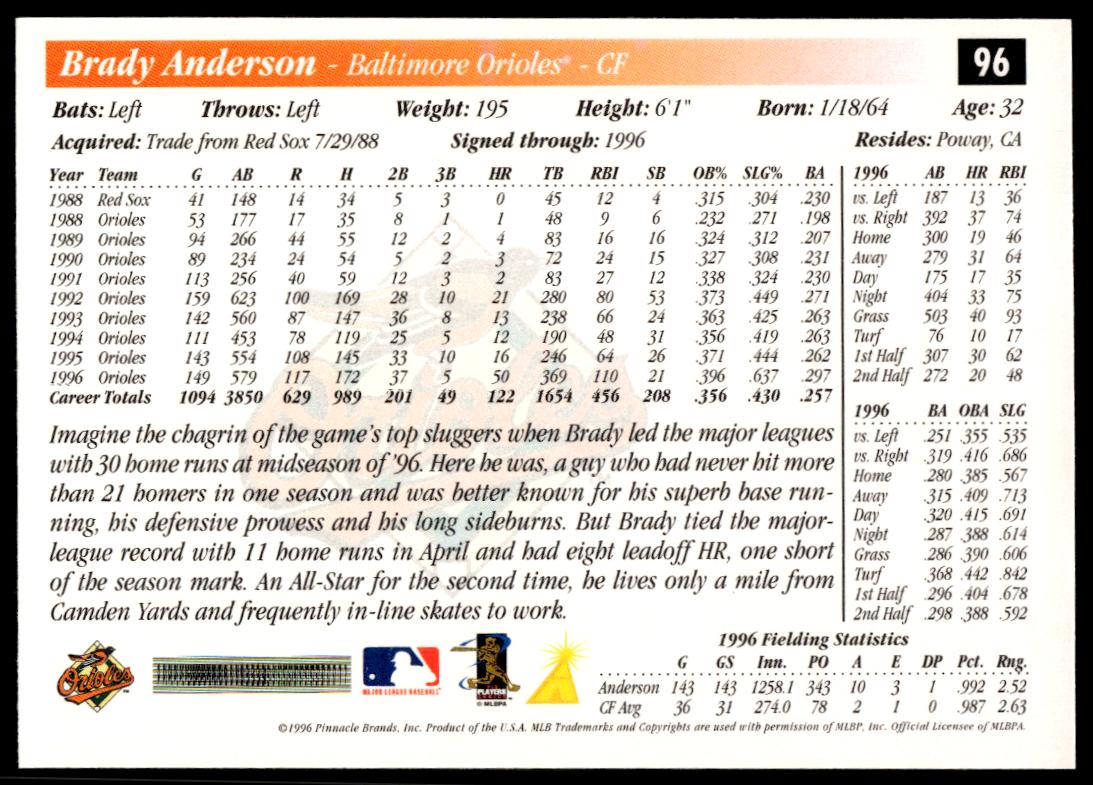 Brady Anderson - Baltimore Orioles® - CF 96
Bats: Left Throws: Left Weight: 195 Height: 6'1" Born: 1/18/64 Age: 32
Acquired: Trade from Red Sox 7/29/88 Signed through: 1996 Resides: Poway, CA
Year Team G AB R H 2B 3B HR TB RBI SB OB% SLG% BA
1988 Red Sox 41 148 14 34 5 3 0 45 12 4 .315 .304 .230
1988 Orioles 53 177 17 35 8 1 1 48 9 6 .232 .271 .198
1989 Orioles 94 266 44 55 12 2 4 83 16 16 .324 .312 .207
1990 Orioles 89 234 24 54 5 2 3 72 24 15 .327 .308 .231
1991 Orioles 113 256 40 59 12 3 2 83 27 12 .338 .324 .230
1992 Orioles 159 623 100 169 28 10 21 280 80 53 .373 .449 .271
1993 Orioles 142 560 87 147 36 8 13 238 66 24 .363 .425 .263
1994 Orioles 111 453 78 119 25 5 12 190 48 31 .356 .419 .263
1995 Orioles 143 554 108 145 33 10 16 246 64 26 .371 .444 .262
1996 Orioles 149 579 117 172 37 5 50 369 110 21 .396 .637 .297
Career Totals 1094 3850 629 989 201 49 122 1654 456 208 .356 .430 .257
Imagine the chagrin of the game's top sluggers when Brady led the major leagues
with 30 home runs at midseason of '96. Here he was, a guy who had never hit more
than 21 homers in one season and was better known for his superb base run-
ning, his defensive prowess and his long sideburns. But Brady tied the major-
league record with 11 home runs in April and had eight leadoff HR, one short
of the season mark. An All-Star for the second time, he lives only a mile from
Camden Yards and frequently in-line skates to work.
1996 AB HR RBI
vs. Left 187 13 36
vs. Right 392 37 74
Home 300 19 46
Away 279 31 64
Day 175 17 35
Night 404 33 75
Grass 503 40 93
Turf 76 10 17
1st Half 307 30 62
2nd Half 272 20 48
1996 BA OBA SLG
vs. Left .251 .355 .535
vs. Right .319 .416 .686
Home .280 .385 .567
Away .315 .409 .713
Day .320 .415 .691
Night .287 .388 .614
Grass .286 .390 .606
Turf .368 .442 .842
1st Half .296 .404 .678
2nd Half .298 .388 .592
Orioles
MAJOR LEAGUE BASEBALL
PLAYERS
© MLBPA
1996 Fielding Statistics
G GS Inn. PO A E DP Pct. Rng.
Anderson 143 143 1258.1 343 10 3 1 .992 2.52
CF Avg 36 31 274.0 78 2 1 0 .987 2.63
©1996 Pinnacle Brands, Inc. Product of the U.S.A. MLB Trademarks and Copyrights are used with permission of MLBP, Inc. Official Licensee of MLBPA.